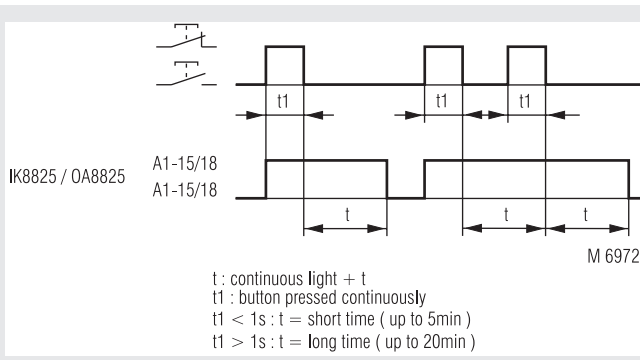 t1
t1
t1
IK8825 / OA8825
A1-15/18
A1-15/18
t
t
t
M 6972
t : continuous light + t
t1 : button pressed continuously
t1 < 1s : t = short time ( up to 5min )
t1 > 1s : t = long time ( up to 20min )